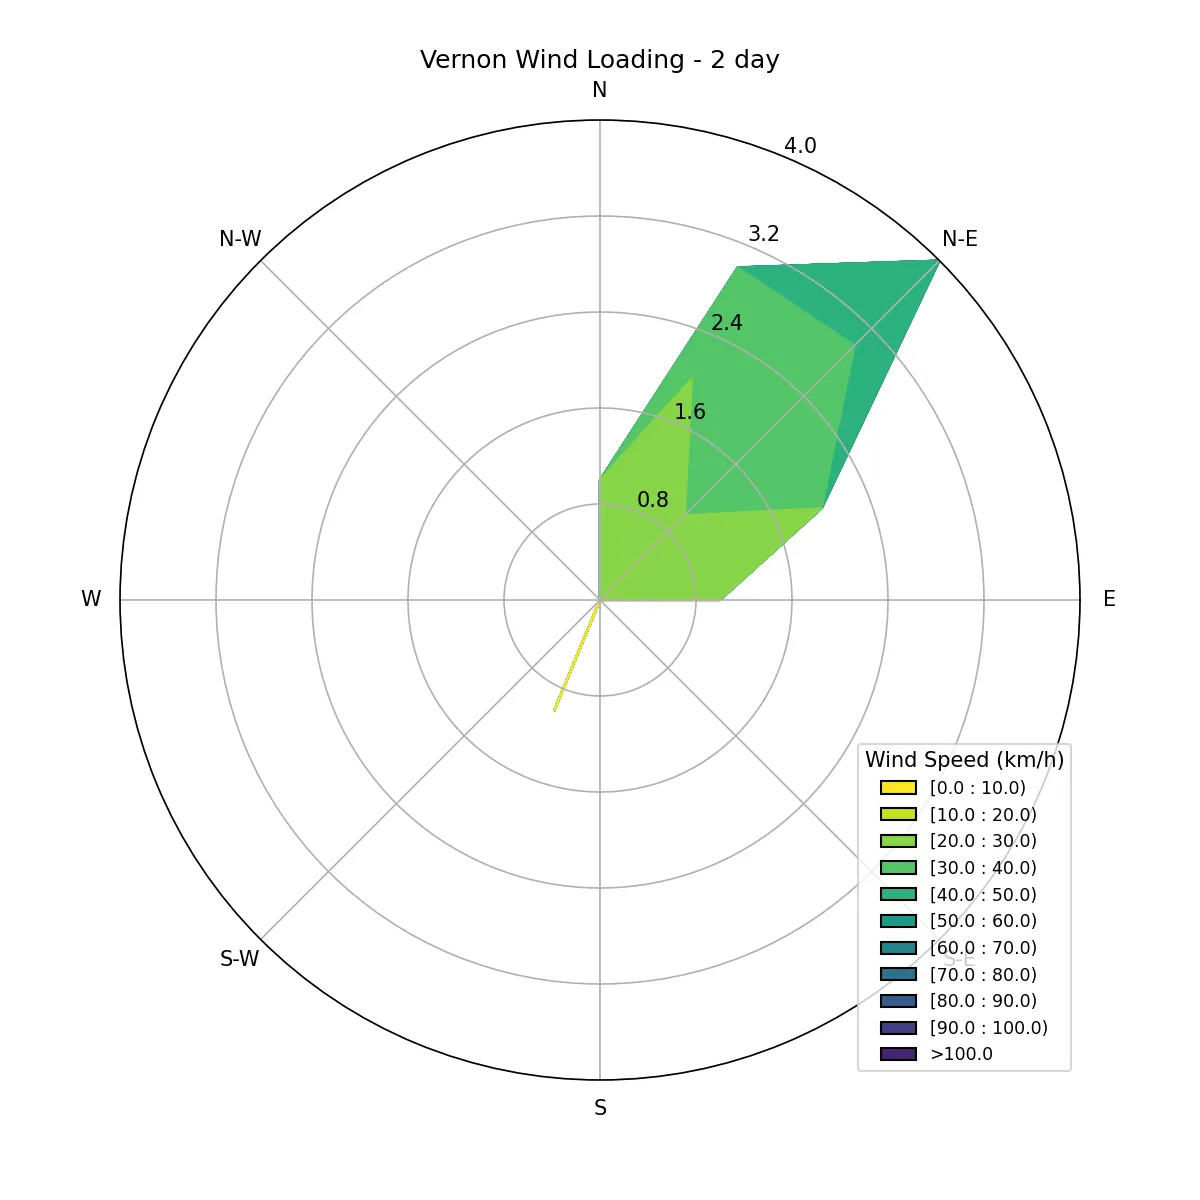 Vernon Wind Loading - 2 day
N
4.0
3.2
N-W
N-E
2.4
1.6
0.8
W
E
Wind Speed (km/h)
[0.0 : 10.0)
[10.0 : 20.0)
[20.0 : 30.0)
[30.0 : 40.0)
[40.0 : 50.0)
[50.0 : 60.0)
[60.0 : 70.0)
[70.0 : 80.0)
[80.0 : 90.0)
[90.0 : 100.0)
>100.0
S-W
S-E
S